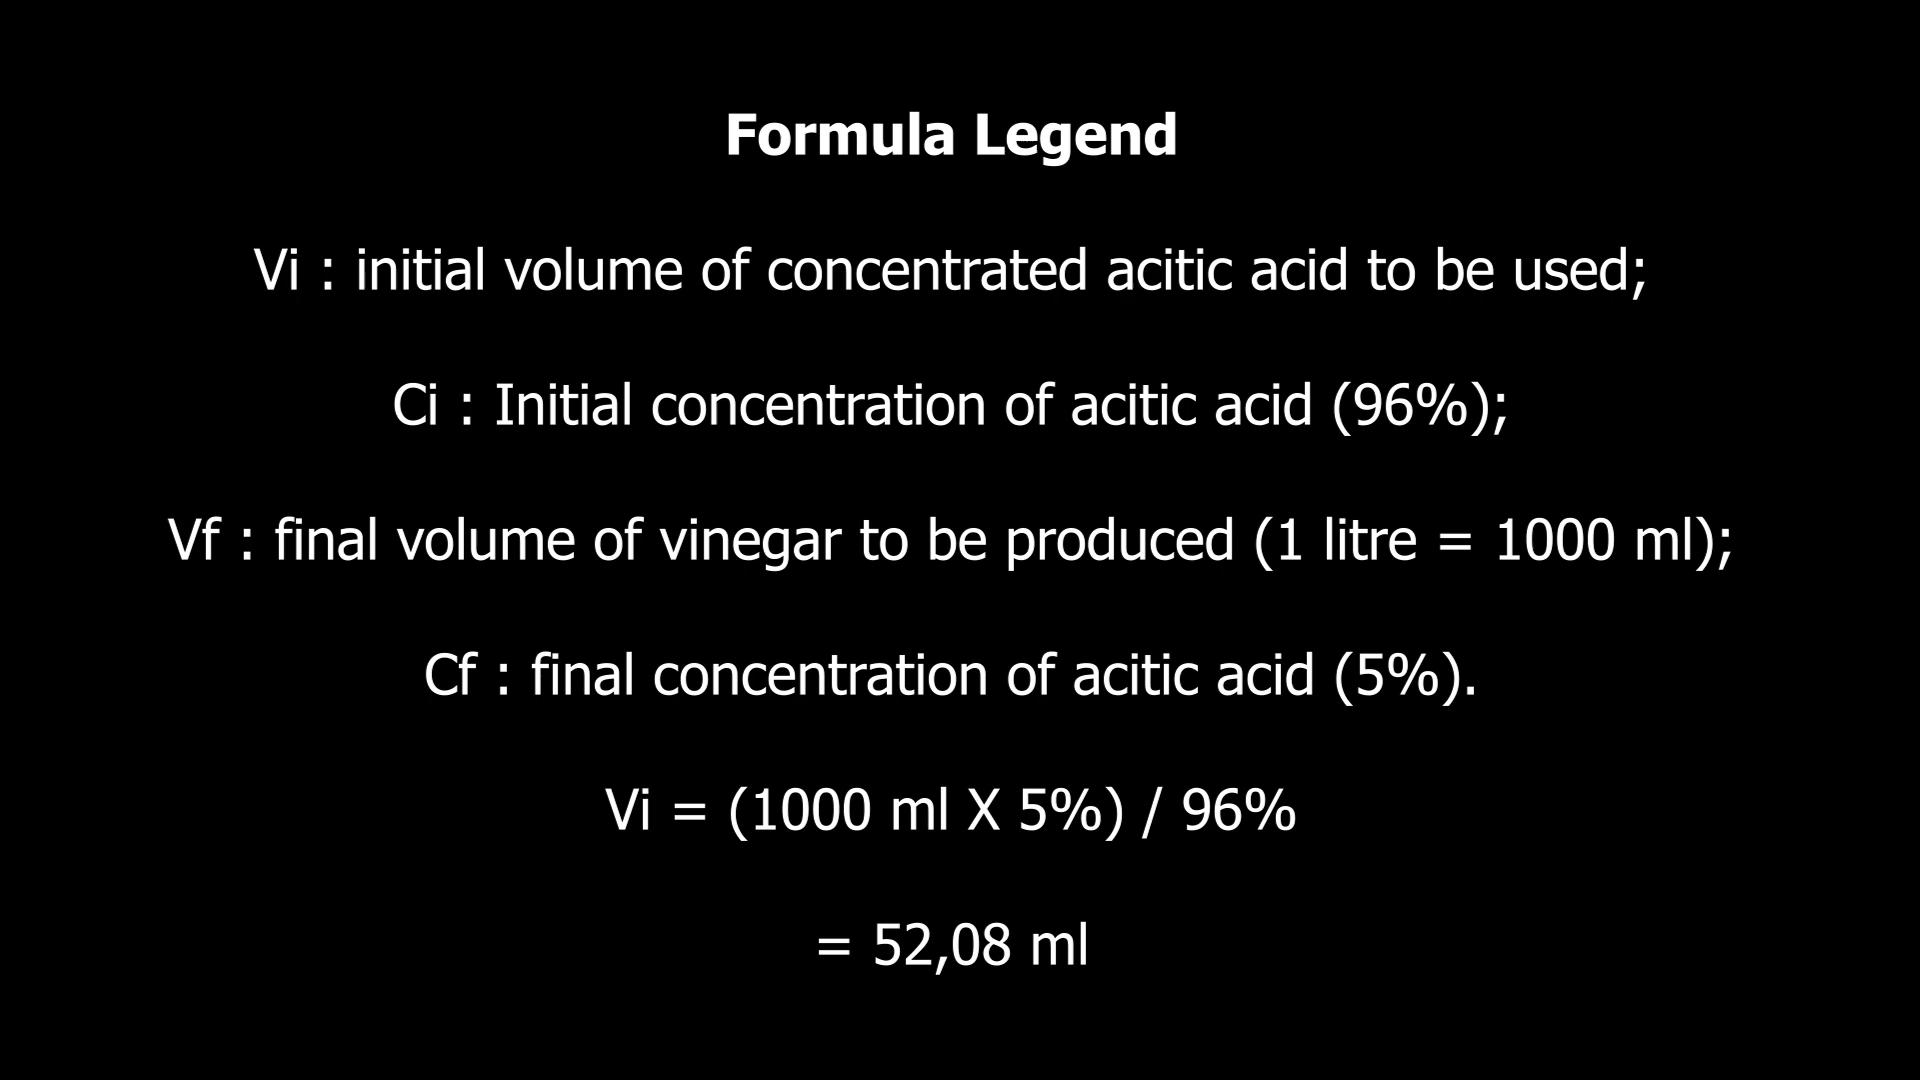 Formula Legend
Vi : initial volume of concentrated acitic acid to be used;
Ci : Initial concentration of acitic acid (96%);
Vf : final volume of vinegar to be produced (1 litre = 1000 ml);
Cf : final concentration of acitic acid (5%).
Vi = (1000 ml X 5%) / 96%
= 52,08 ml